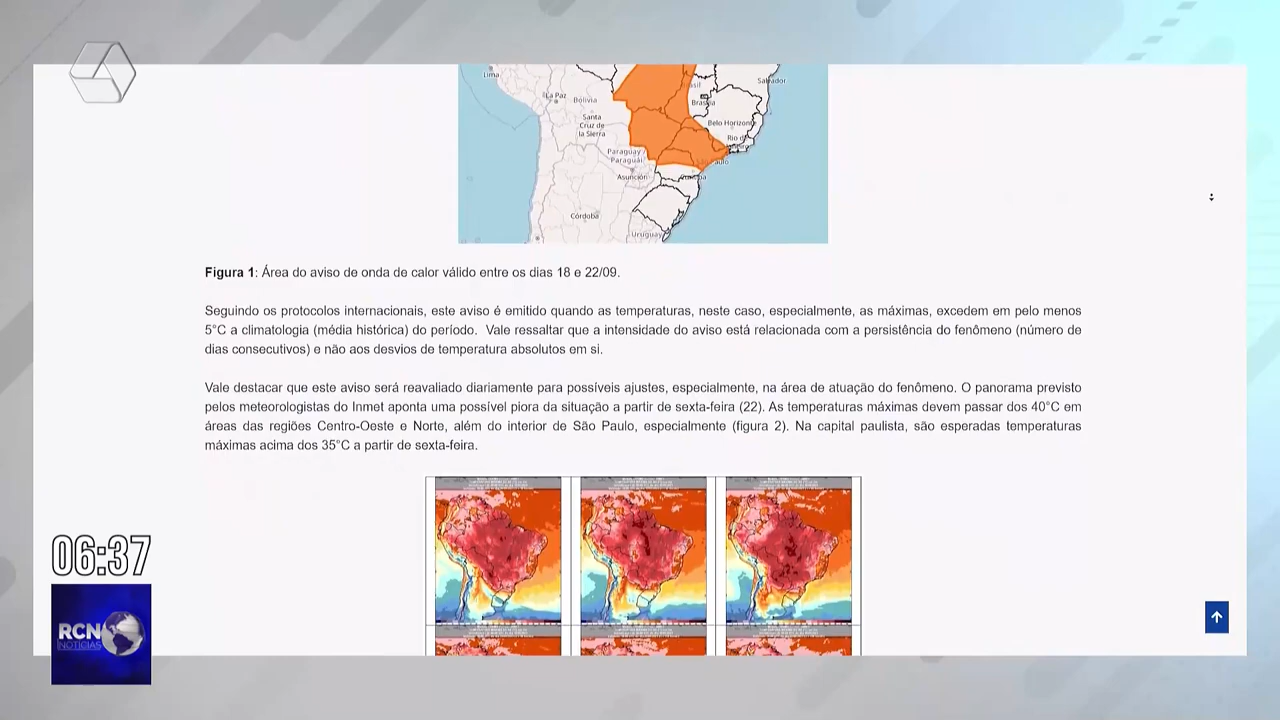 Lima
Salvador
La Paz
Bolivia
Brasília
Santa
Cruz de
la Sierra
Belo Horizonte
Rio d
Paraguay /
Paraguái
Asunción
Córdoba
Uruguay
Figura 1: Área do aviso de onda de calor válido entre os dias 18 e 22/09.
Seguindo os protocolos internacionais, este aviso é emitido quando as temperaturas, neste caso, especialmente, as máximas, excedem em pelo menos
5°C a climatologia (média histórica) do período. Vale ressaltar que a intensidade do aviso está relacionada com a persistência do fenômeno (número de
dias consecutivos) e não aos desvios de temperatura absolutos em si.
Vale destacar que este aviso será reavaliado diariamente para possíveis ajustes, especialmente, na área de atuação do fenômeno. O panorama previsto
pelos meteorologistas do Inmet aponta uma possível piora da situação a partir de sexta-feira (22). As temperaturas máximas devem passar dos 40°C em
áreas das regiões Centro-Oeste e Norte, além do interior de São Paulo, especialmente (figura 2). Na capital paulista, são esperadas temperaturas
máximas acima dos 35°C a partir de sexta-feira.
06:37
RCN
NOTÍCIAS